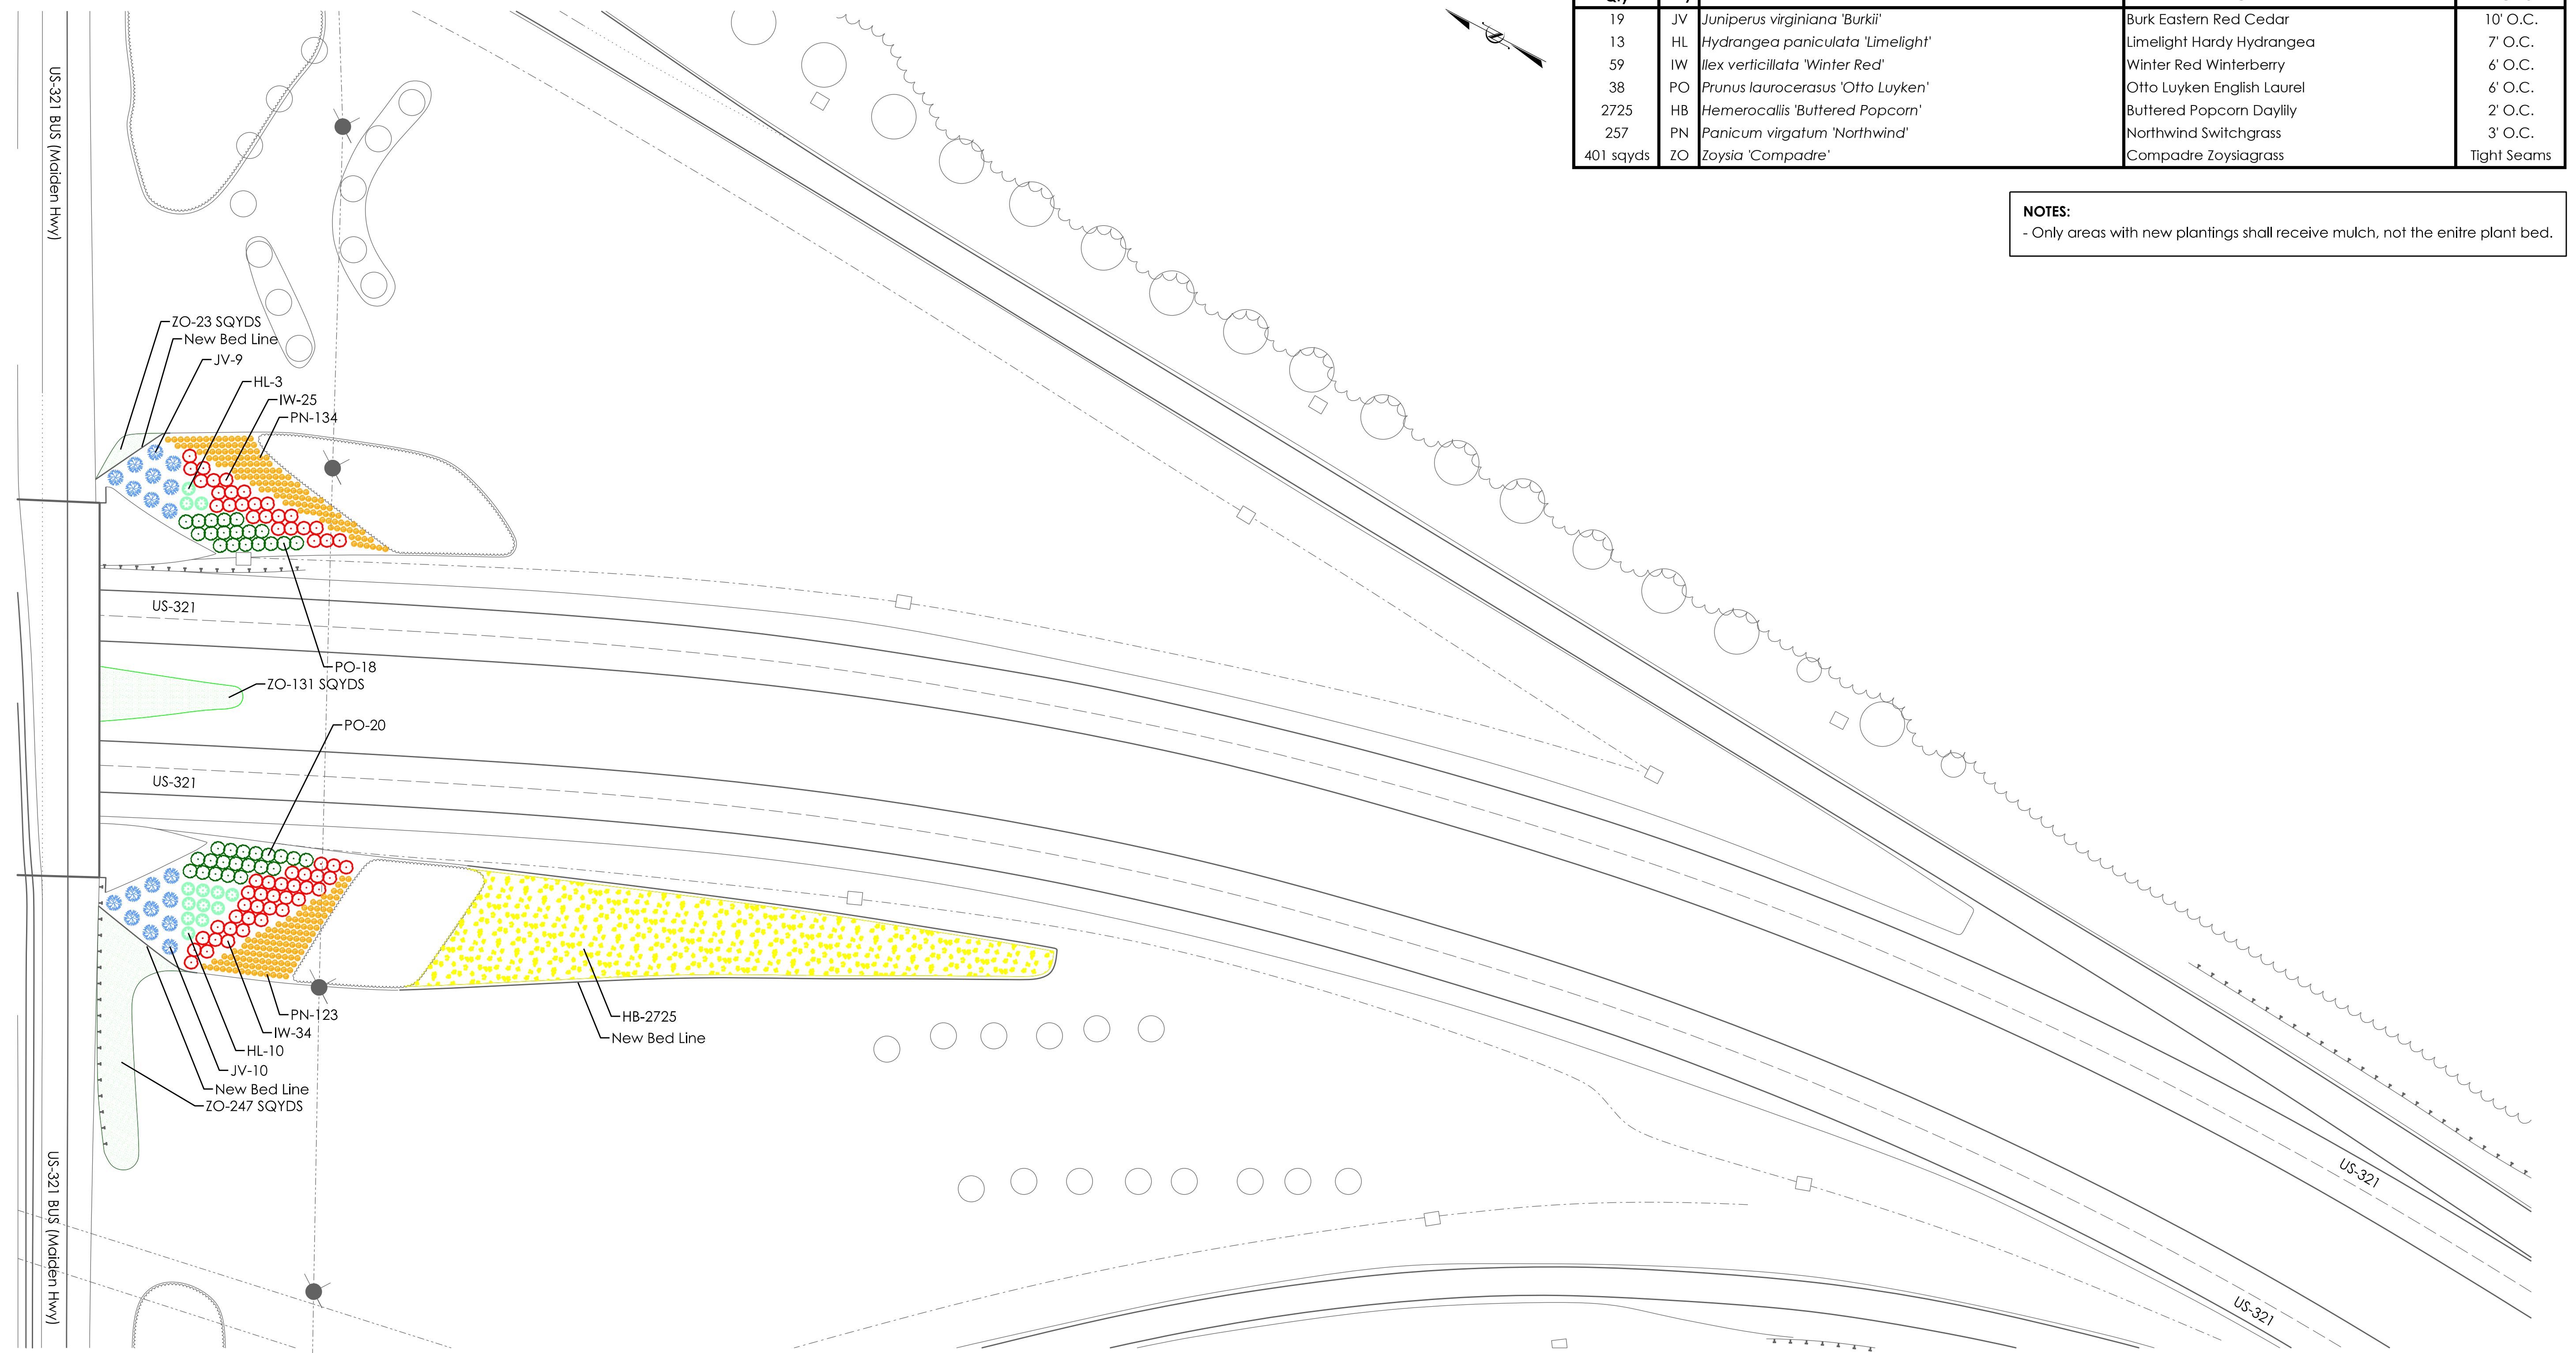 19 JV Juniperus virginiana 'Burkii' Burk Eastern Red Cedar 10' O.C.
13 HL Hydrangea paniculata 'Limelight' Limelight Hardy Hydrangea 7' O.C.
59 IW Ilex verticillata 'Winter Red' Winter Red Winterberry 6' O.C.
38 PO Prunus laurocerasus 'Otto Luyken' Otto Luyken English Laurel 6' O.C.
2725 HB Hemerocallis 'Buttered Popcorn' Buttered Popcorn Daylily 2' O.C.
257 PN Panicum virgatum 'Northwind' Northwind Switchgrass 3' O.C.
401 sqyds ZO Zoysia 'Compadre' Compadre Zoysiagrass Tight Seams
NOTES:
- Only areas with new plantings shall receive mulch, not the enitre plant bed.
US-321 BUS (Maiden Hwy)
ZO-23 SQYDS
New Bed Line
JV-9
HL-3
IW-25
PN-134
US-321
PO-18
ZO-131 SQYDS
PO-20
US-321
PN-123
IW-34
HL-10
JV-10
New Bed Line
ZO-247 SQYDS
HB-2725
New Bed Line
US-321 BUS (Maiden Hwy)
US-321
US-321